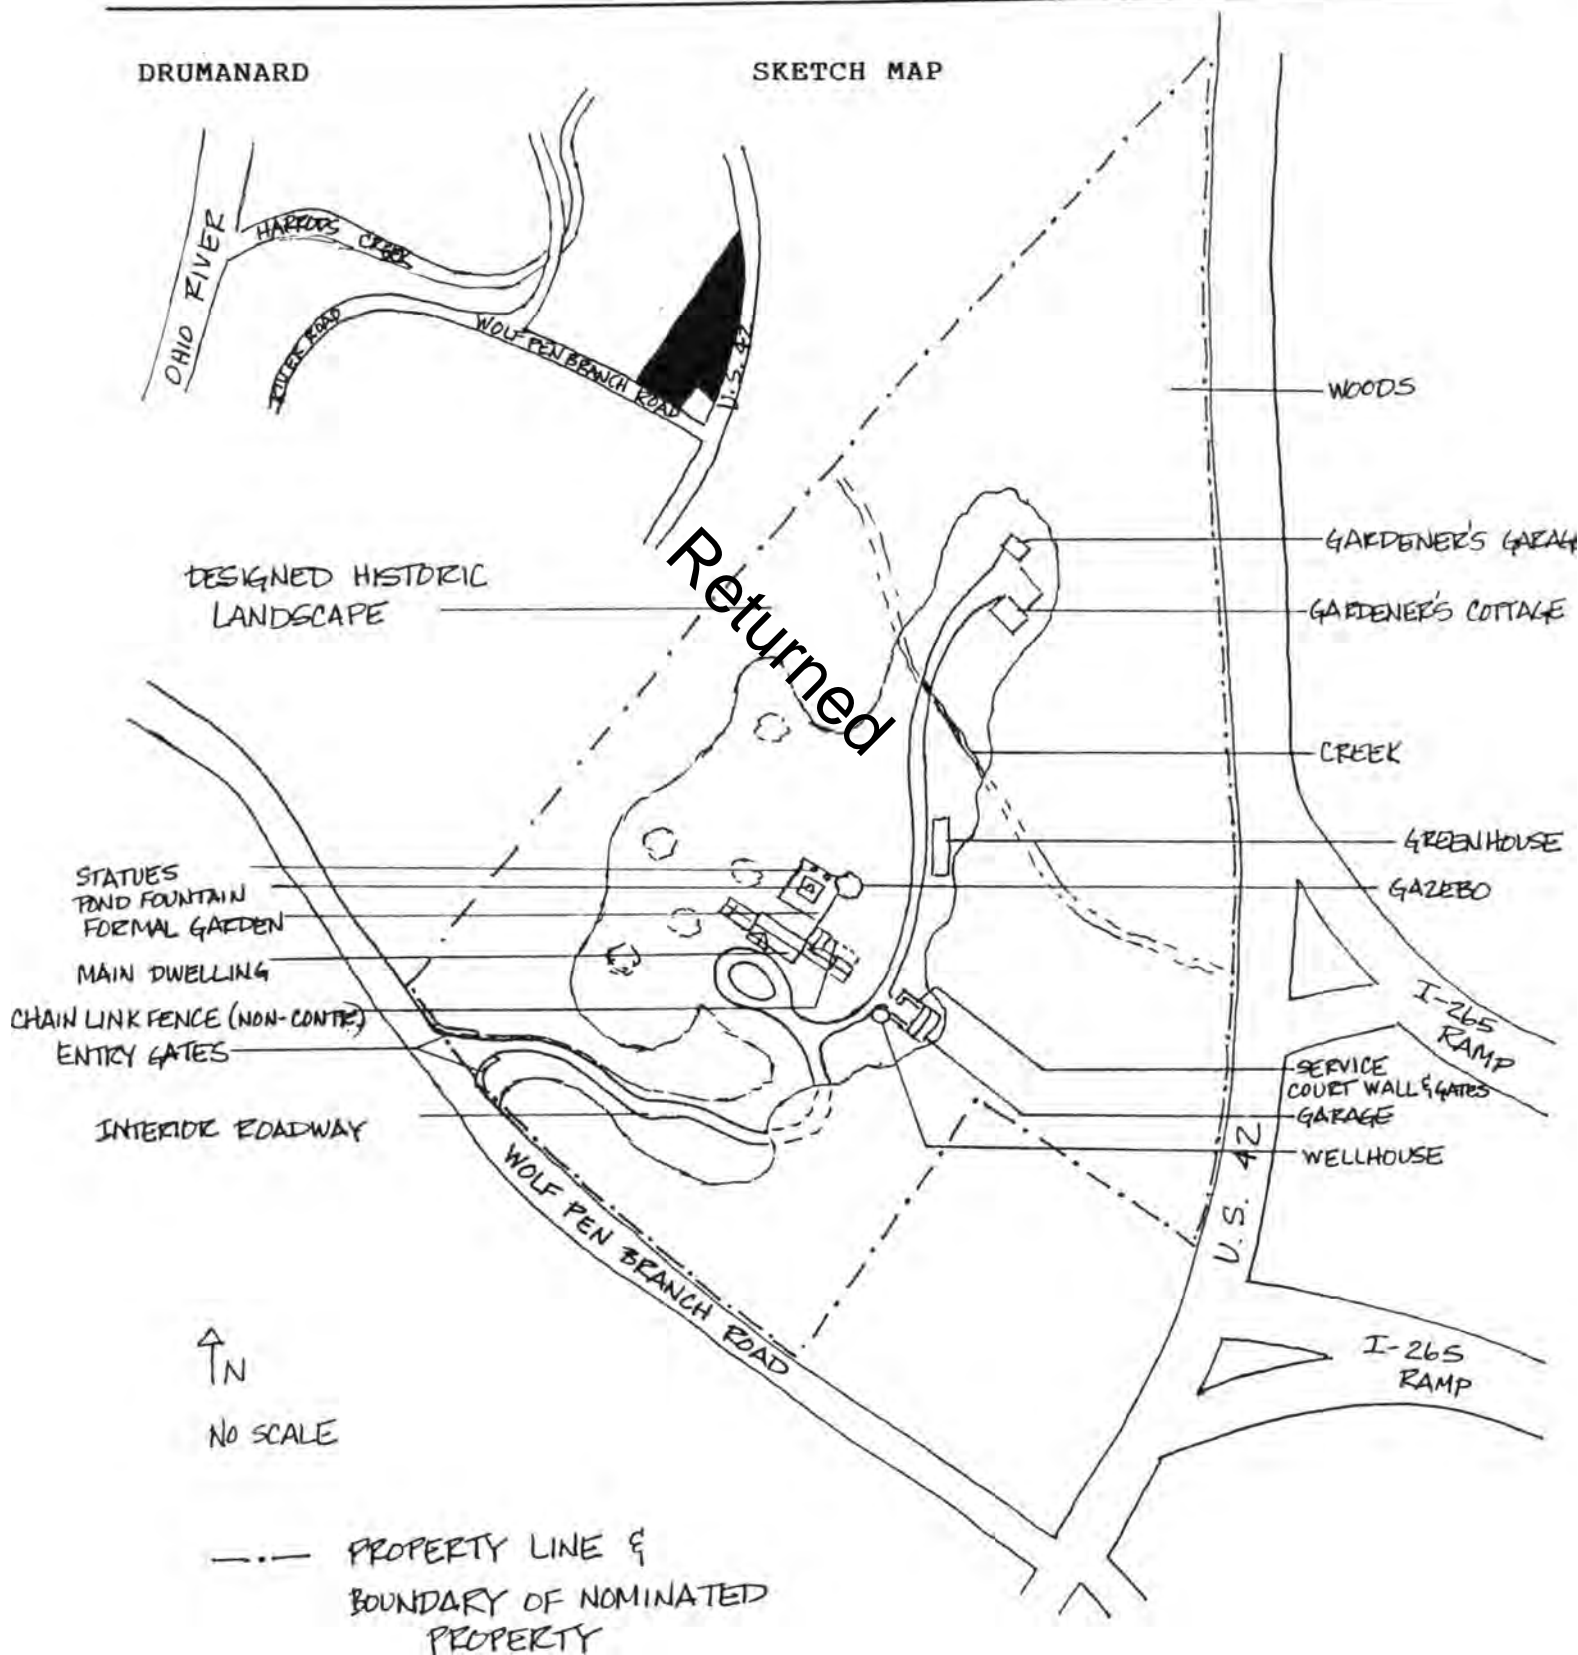 DRUMANARD
SKETCH MAP
OHIO RIVER
HARRODS CREEK
RIVER ROAD
WOLF PEN BRANCH ROAD
U.S. 42
WOODS
GARDENER'S GARAGE
GARDENER'S COTTAGE
DESIGNED HISTORIC
LANDSCAPE
Returned
CREEK
GREENHOUSE
GAZEBO
STATUES
POND FOUNTAIN
FORMAL GARDEN
MAIN DWELLING
CHAIN LINK FENCE (NON-CONTR.)
ENTRY GATES
INTERIOR ROADWAY
I-265
RAMP
SERVICE
COURT WALL & GATES
GARAGE
WELLHOUSE
U.S. 42
WOLF PEN BRANCH ROAD
I-265
RAMP
N
NO SCALE
PROPERTY LINE &
BOUNDARY OF NOMINATED
PROPERTY